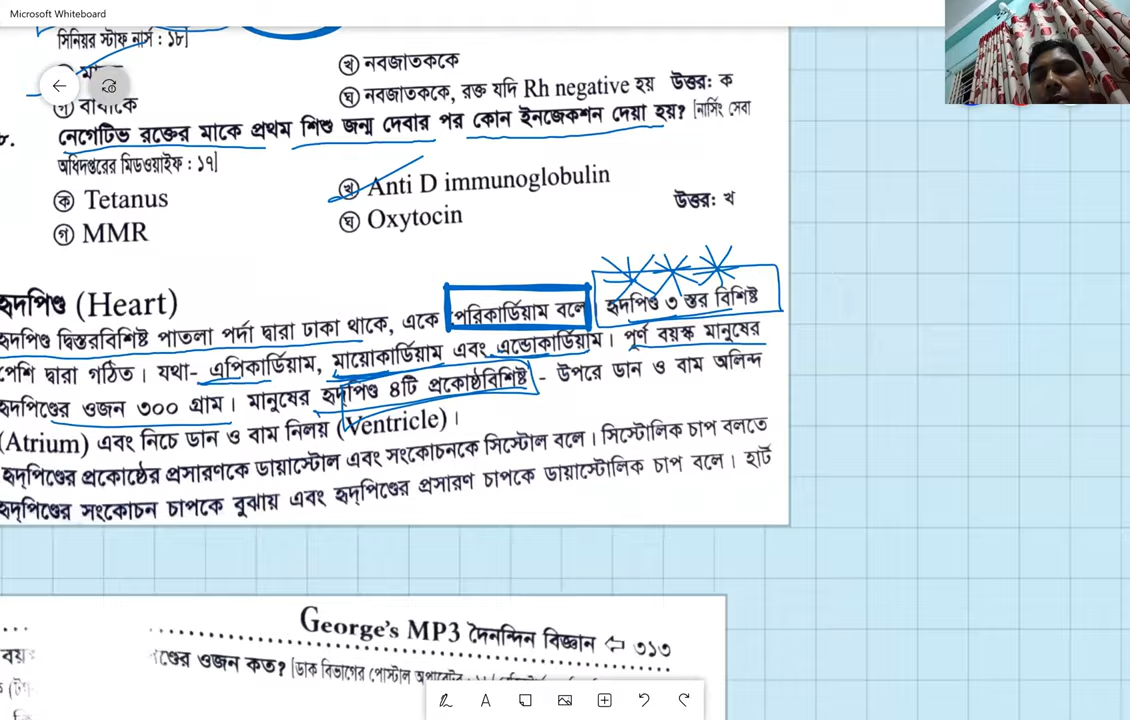 Microsoft Whiteboard
সিনিয়র স্টাফ নার্স : ১৮]
খ নবজাতককে
গ বাবাকে
ঘ নবজাতককে, রক্ত যদি Rh negative হয় উত্তর: ক
৮. নেগেটিভ রক্তের মাকে প্রথম শিশু জন্ম দেবার পর কোন ইনজেকশন দেয়া হয়? [নার্সিং সেবা
অধিদপ্তরের মিডওয়াইফ : ১৭]
ক Tetanus
খ Anti D immunoglobulin
গ MMR
ঘ Oxytocin
উত্তর: খ
হৃদপিণ্ড (Heart)
হৃদপিণ্ড দ্বিস্তরবিশিষ্ট পাতলা পর্দা দ্বারা ঢাকা থাকে, একে পেরিকার্ডিয়াম বলে। হৃদপিণ্ড ৩ স্তর বিশিষ্ট
পেশি দ্বারা গঠিত। যথা- এপিকার্ডিয়াম, মায়োকার্ডিয়াম এবং এন্ডোকার্ডিয়াম। পূর্ণ বয়স্ক মানুষের
হৃদপিণ্ডের ওজন ৩০০ গ্রাম। মানুষের হৃদপিণ্ড ৪টি প্রকোষ্ঠবিশিষ্ট - উপরে ডান ও বাম অলিন্দ
(Atrium) এবং নিচে ডান ও বাম নিলয় (Ventricle)।
হৃদ্‌পিণ্ডের প্রকোষ্ঠের প্রসারণকে ডায়াস্টোল এবং সংকোচনকে সিস্টোল বলে। সিস্টোলিক চাপ বলতে
হৃদ্‌পিণ্ডের সংকোচন চাপকে বুঝায় এবং হৃদ্‌পিণ্ডের প্রসারণ চাপকে ডায়াস্টোলিক চাপ বলে। হার্ট
George's MP3 দৈনন্দিন বিজ্ঞান ⇦ ৩১৩
ওজন কত? [ডাক বিভাগের পোস্টাল অপারেটর